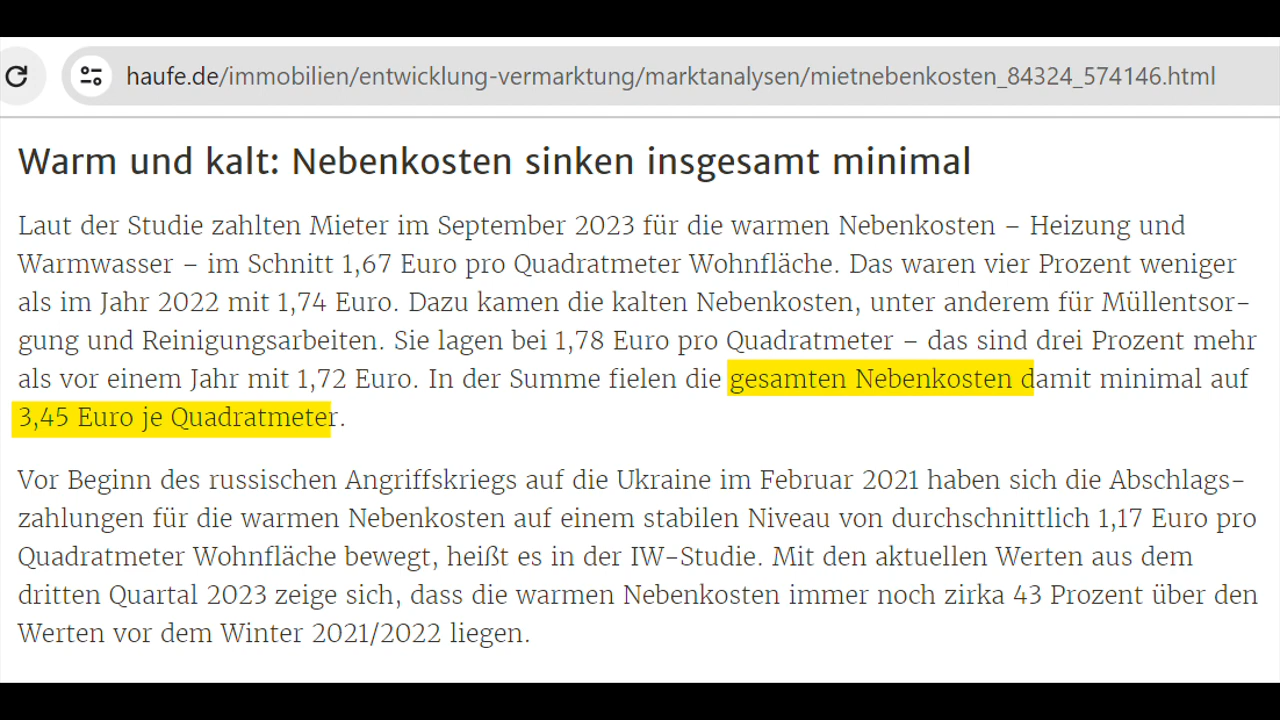 haufe.de/immobilien/entwicklung-vermarktung/marktanalysen/mietnebenkosten_84324_574146.html
Warm und kalt: Nebenkosten sinken insgesamt minimal
Laut der Studie zahlten Mieter im September 2023 für die warmen Nebenkosten – Heizung und
Warmwasser – im Schnitt 1,67 Euro pro Quadratmeter Wohnfläche. Das waren vier Prozent weniger
als im Jahr 2022 mit 1,74 Euro. Dazu kamen die kalten Nebenkosten, unter anderem für Müllentsor-
gung und Reinigungsarbeiten. Sie lagen bei 1,78 Euro pro Quadratmeter – das sind drei Prozent mehr
als vor einem Jahr mit 1,72 Euro. In der Summe fielen die gesamten Nebenkosten damit minimal auf
3,45 Euro je Quadratmeter.
Vor Beginn des russischen Angriffskriegs auf die Ukraine im Februar 2021 haben sich die Abschlags-
zahlungen für die warmen Nebenkosten auf einem stabilen Niveau von durchschnittlich 1,17 Euro pro
Quadratmeter Wohnfläche bewegt, heißt es in der IW-Studie. Mit den aktuellen Werten aus dem
dritten Quartal 2023 zeige sich, dass die warmen Nebenkosten immer noch zirka 43 Prozent über den
Werten vor dem Winter 2021/2022 liegen.